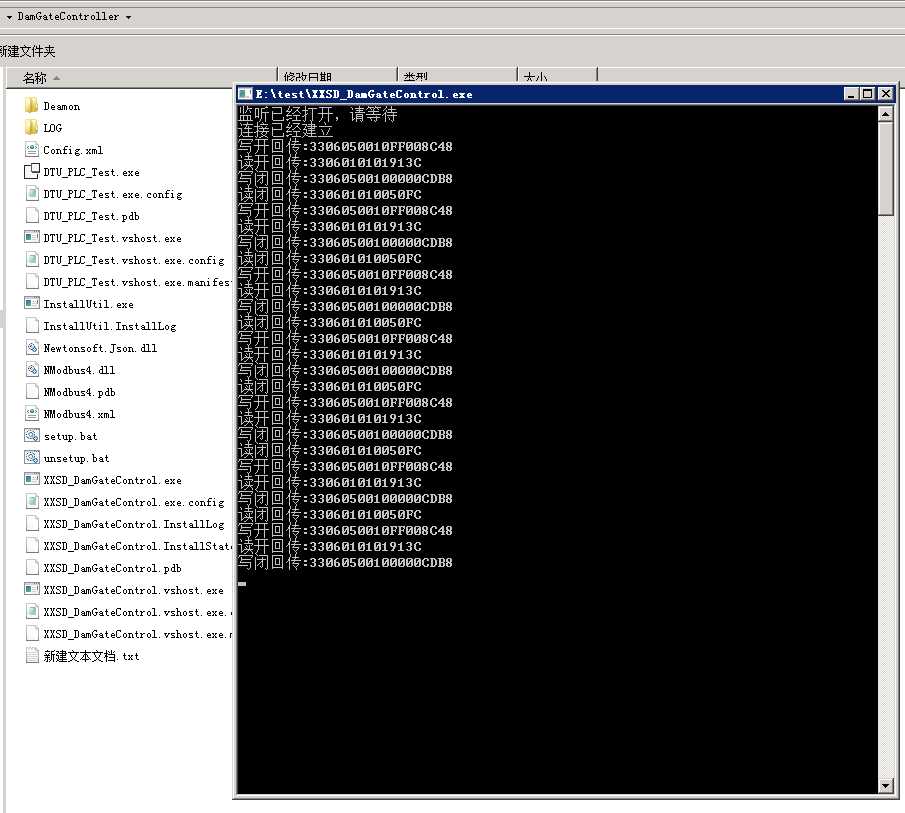 DamGateController
新建文件夹
名称 修改日期 类型 大小
Deamon
LOG
Config.xml
DTU_PLC_Test.exe
DTU_PLC_Test.exe.config
DTU_PLC_Test.pdb
DTU_PLC_Test.vshost.exe
DTU_PLC_Test.vshost.exe.config
DTU_PLC_Test.vshost.exe.manifes
InstallUtil.exe
InstallUtil.InstallLog
Newtonsoft.Json.dll
NModbus4.dll
NModbus4.pdb
NModbus4.xml
setup.bat
unsetup.bat
XXSD_DamGateControl.exe
XXSD_DamGateControl.exe.config
XXSD_DamGateControl.InstallLog
XXSD_DamGateControl.InstallState
XXSD_DamGateControl.pdb
XXSD_DamGateControl.vshost.exe
XXSD_DamGateControl.vshost.exe.
XXSD_DamGateControl.vshost.exe.
新建文本文档.txt
E:\test\XXSD_DamGateControl.exe
监听已经打开，请等待
连接已经建立
写开回传:3306050010FF008C48
读开回传:3306010101913C
写闭回传:33060500100000CDB8
读闭回传:330601010050FC
写开回传:3306050010FF008C48
读开回传:3306010101913C
写闭回传:33060500100000CDB8
读闭回传:330601010050FC
写开回传:3306050010FF008C48
读开回传:3306010101913C
写闭回传:33060500100000CDB8
读闭回传:330601010050FC
写开回传:3306050010FF008C48
读开回传:3306010101913C
写闭回传:33060500100000CDB8
读闭回传:330601010050FC
写开回传:3306050010FF008C48
读开回传:3306010101913C
写闭回传:33060500100000CDB8
读闭回传:330601010050FC
写开回传:3306050010FF008C48
读开回传:3306010101913C
写闭回传:33060500100000CDB8
读闭回传:330601010050FC
写开回传:3306050010FF008C48
读开回传:3306010101913C
写闭回传:33060500100000CDB8